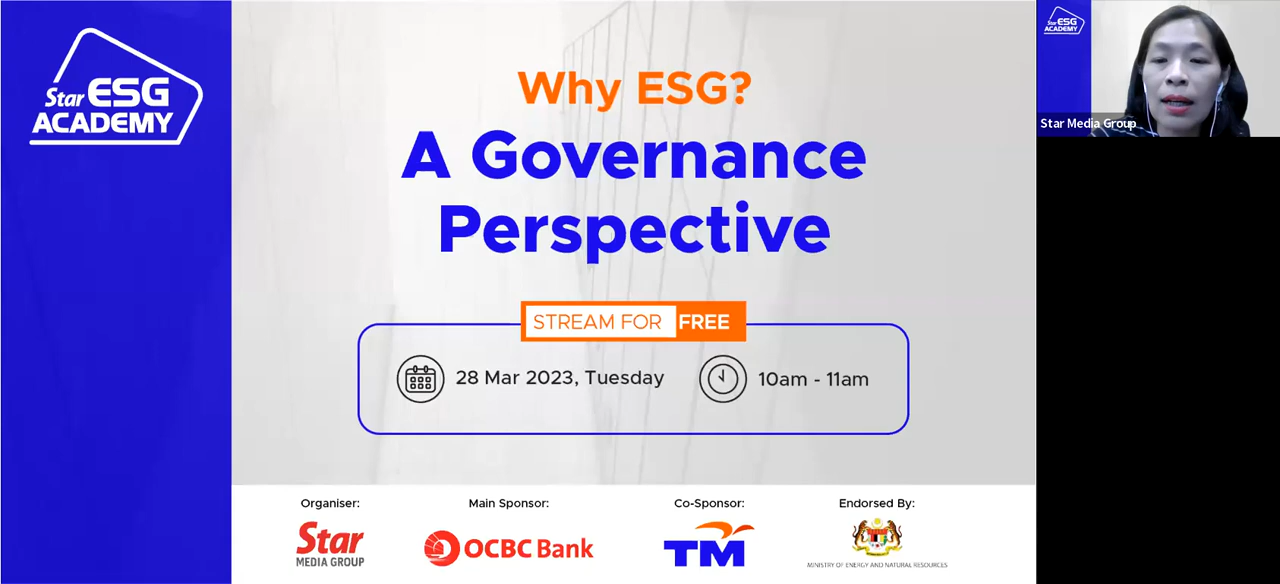 Star ESG
ACADEMY
Why ESG?
A Governance
Perspective
STREAM FOR FREE
28 Mar 2023, Tuesday
10am - 11am
Organiser:
Main Sponsor:
Co-Sponsor:
Endorsed By:
Star
MEDIA GROUP
OCBC Bank
TM
MINISTRY OF ENERGY AND NATURAL RESOURCES
Star ESG
ACADEMY
Star Media Group